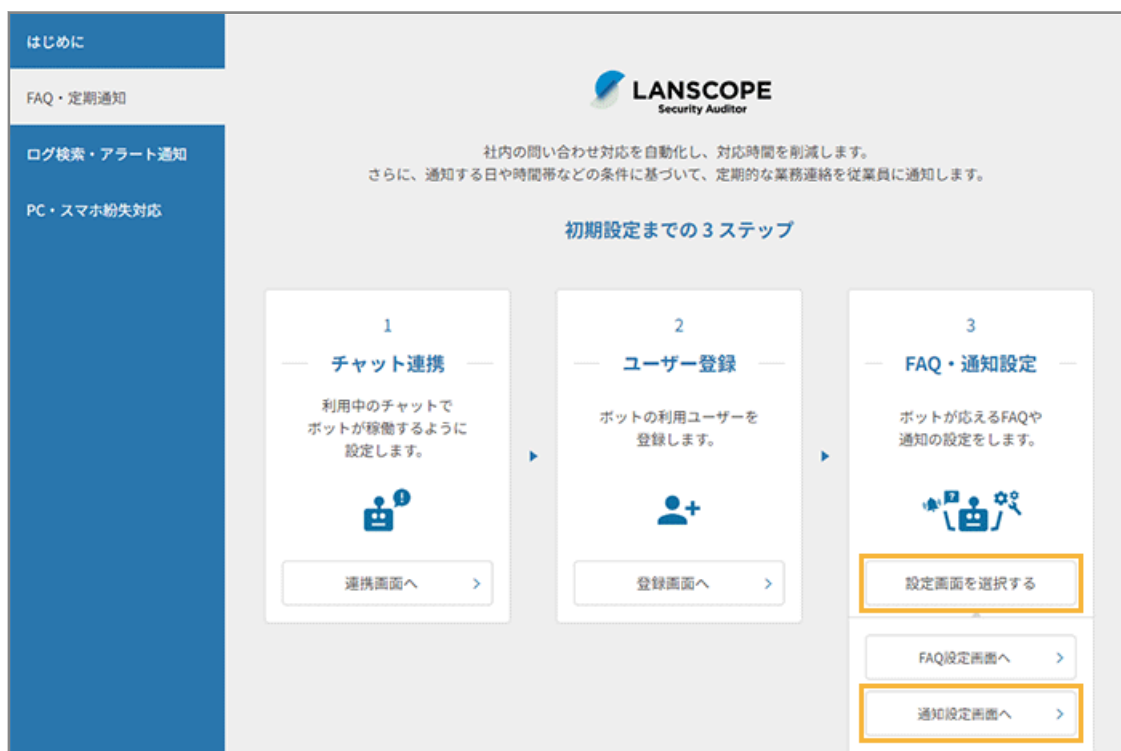 はじめに
FAQ・定期通知
ログ検索・アラート通知
PC・スマホ紛失対応
LANSCOPE
Security Auditor
社内の問い合わせ対応を自動化し、対応時間を削減します。
さらに、通知する日や時間帯などの条件に基づいて、定期的な業務連絡を従業員に通知します。
初期設定までの3ステップ
1
チャット連携
利用中のチャットで
ボットが稼働するように
設定します。
連携画面へ
2
ユーザー登録
ボットの利用ユーザーを
登録します。
登録画面へ
3
FAQ・通知設定
ボットが応えるFAQや
通知の設定をします。
設定画面を選択する
FAQ設定画面へ
通知設定画面へ